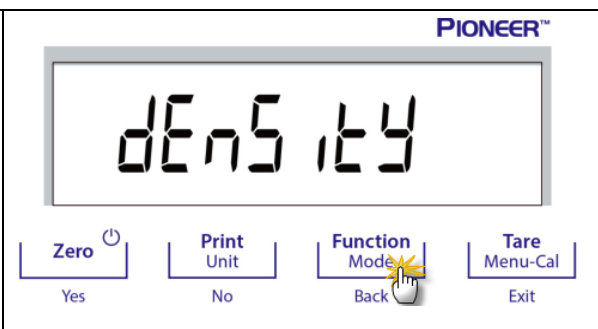 PIONEER™
dEnSitY
Zero Print Function Tare
Unit Mode Menu-Cal
Yes No Back Exit